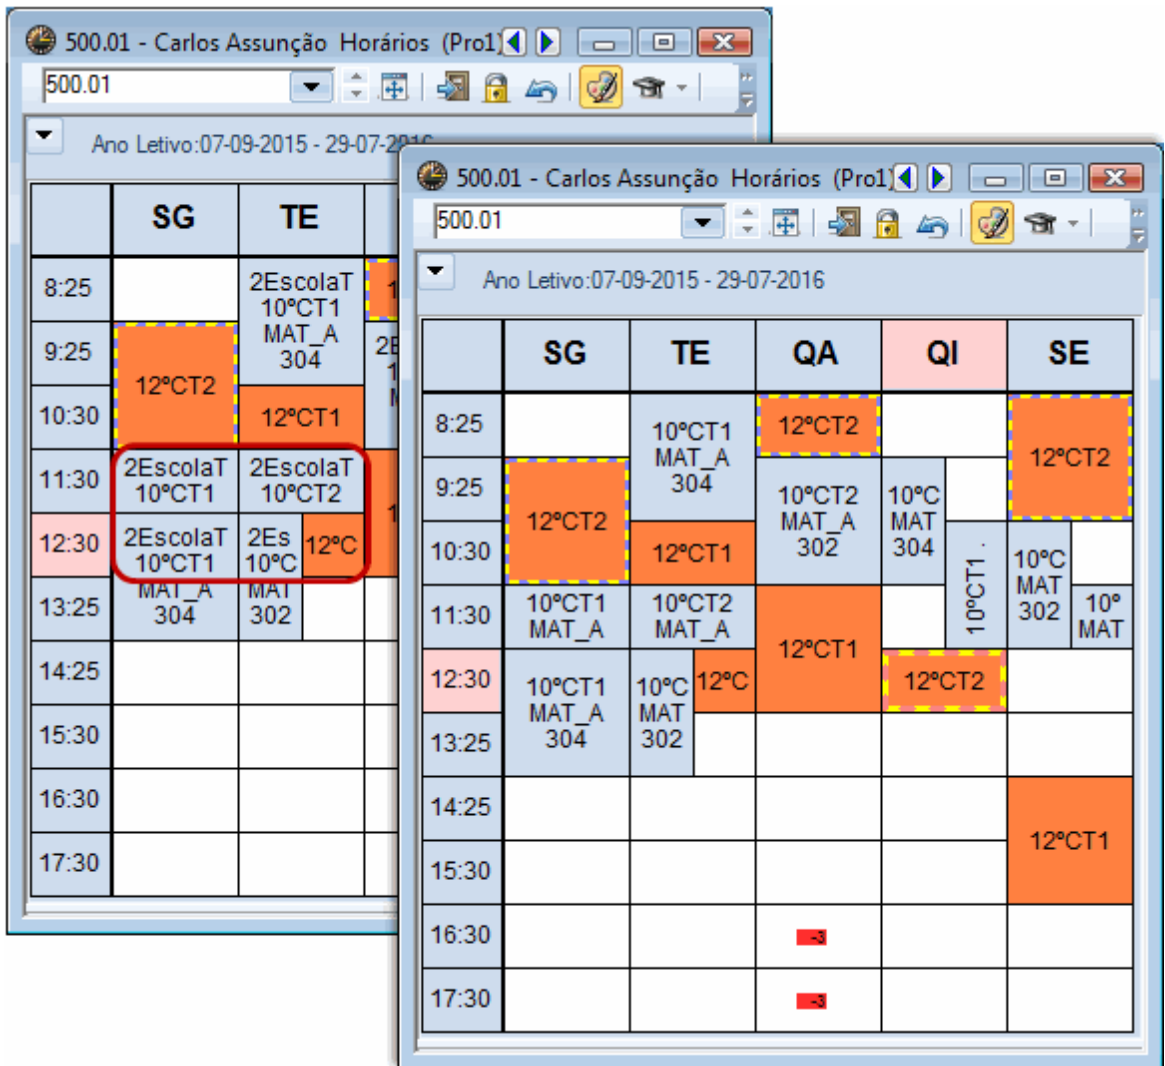 500.01 - Carlos Assunção Horários (Pro1)
500.01
Ano Letivo:07-09-2015 - 29-07-2016
SG TE
8:25 2EscolaT
10ºCT1
9:25 MAT_A
304
12ºCT2
10:30 12ºCT1
11:30 2EscolaT 2EscolaT
10ºCT1 10ºCT2
12:30 2EscolaT 2Es 12ºC
10ºCT1 10ºC
MAT_A MAT
13:25 304 302
14:25
15:30
16:30
17:30
500.01 - Carlos Assunção Horários (Pro1)
500.01
Ano Letivo:07-09-2015 - 29-07-2016
SG TE QA QI SE
8:25 10ºCT1 12ºCT2
MAT_A 12ºCT2
9:25 304 10ºCT2 10ºC
12ºCT2 MAT_A MAT
10:30 12ºCT1 302 304 10ºCT1 . 10ºC
MAT
11:30 10ºCT1 10ºCT2 302 10º
MAT_A MAT_A MAT
12ºCT1
12:30 10ºCT1 10ºC 12ºC 12ºCT2
MAT_A MAT
13:25 304 302
14:25
12ºCT1
15:30
16:30 -3
17:30 -3